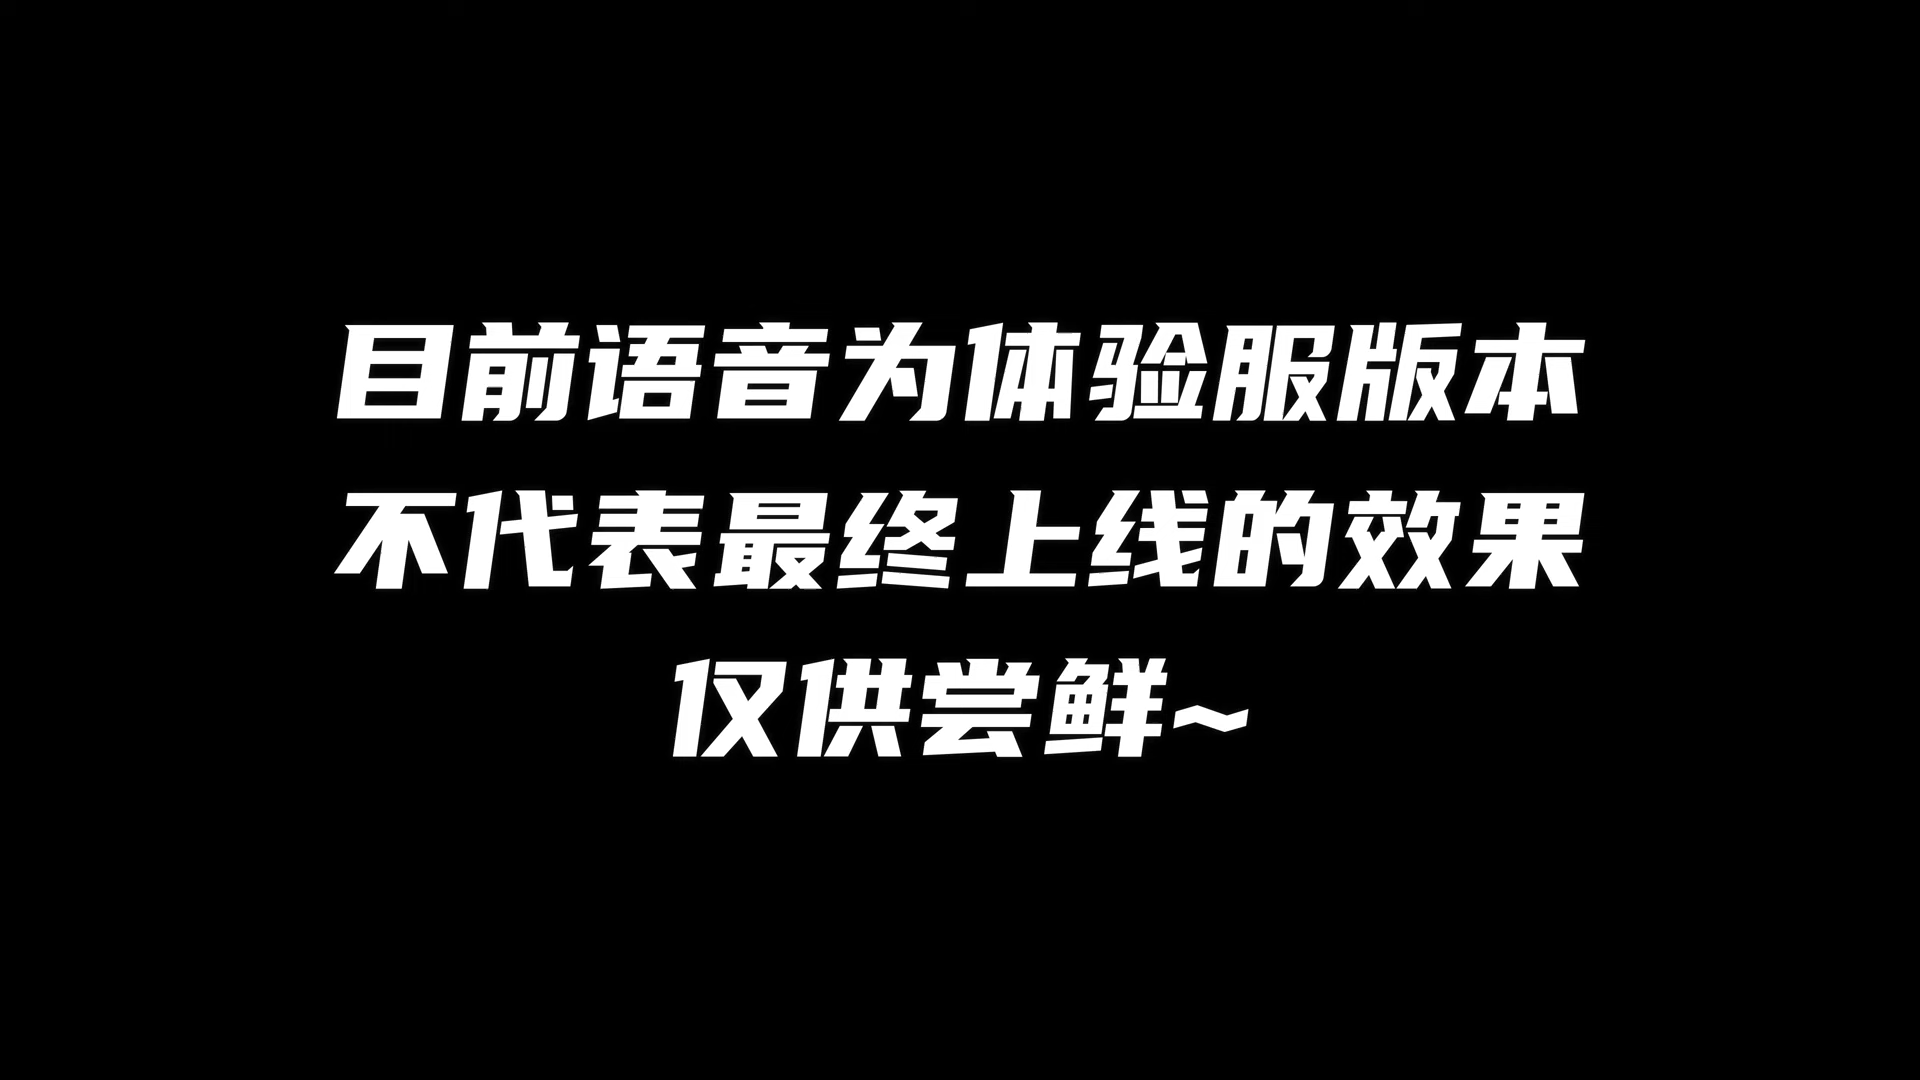 目前语音为体验服版本
不代表最终上线的效果
仅供尝鲜~